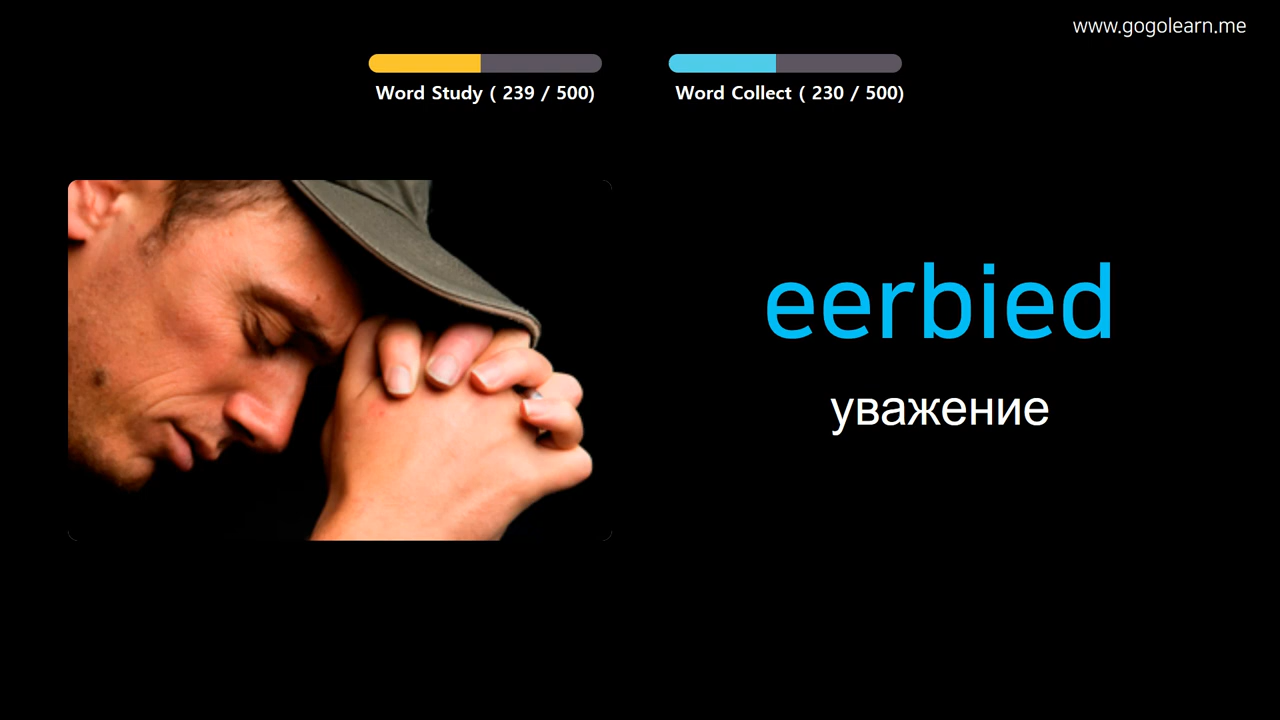 www.gogolearn.me
Word Study ( 239 / 500)
Word Collect ( 230 / 500)
eerbied
уважение